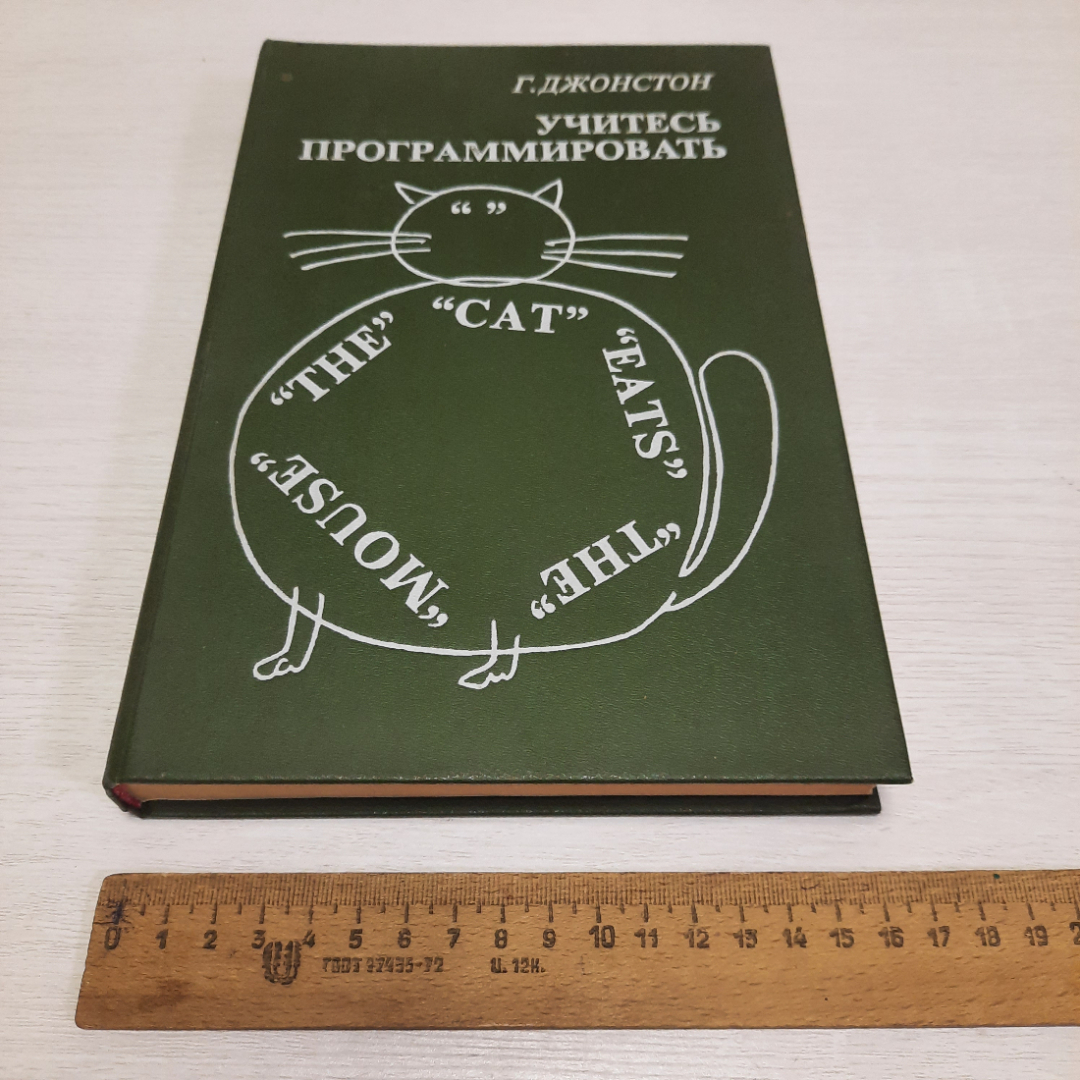 Г. ДЖОНСТОН
УЧИТЕСЬ
ПРОГРАММИРОВАТЬ
“ ”
“THE”
“CAT”
“EATS”
“THE”
“MOUSE”
0 1 2 3 4 5 6 7 8 9 10 11 12 13 14 15 16 17 18 19
Ц. 12К.